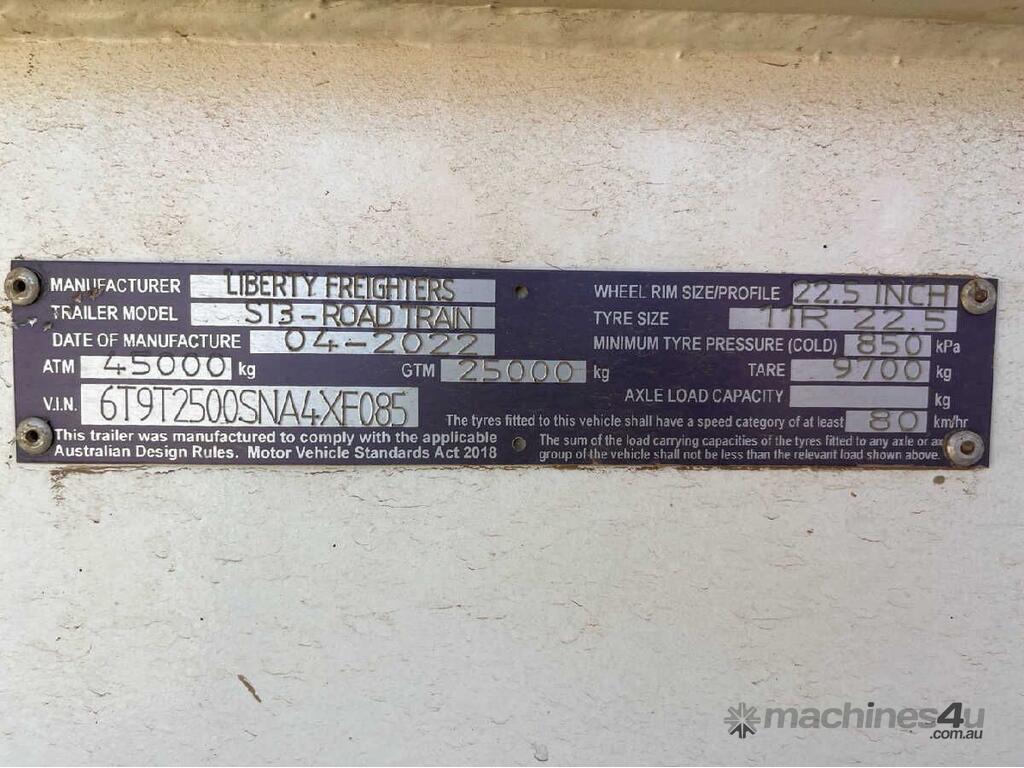 MANUFACTURER LIBERTY FREIGHTERS
TRAILER MODEL ST3-ROAD TRAIN
DATE OF MANUFACTURE 04-2022
ATM 45000 kg GTM 25000 kg
V.I.N. 6T9T2500SNA4XF085
This trailer was manufactured to comply with the applicable
Australian Design Rules. Motor Vehicle Standards Act 2018
WHEEL RIM SIZE/PROFILE 22.5 INCH
TYRE SIZE 11R 22.5
MINIMUM TYRE PRESSURE (COLD) 850 kPa
TARE 9700 kg
AXLE LOAD CAPACITY kg
The tyres fitted to this vehicle shall have a speed category of at least 80 km/hr
The sum of the load carrying capacities of the tyres fitted to any axle or ax
group of the vehicle shall not be less than the relevant load shown above.
machines4u
.com.au